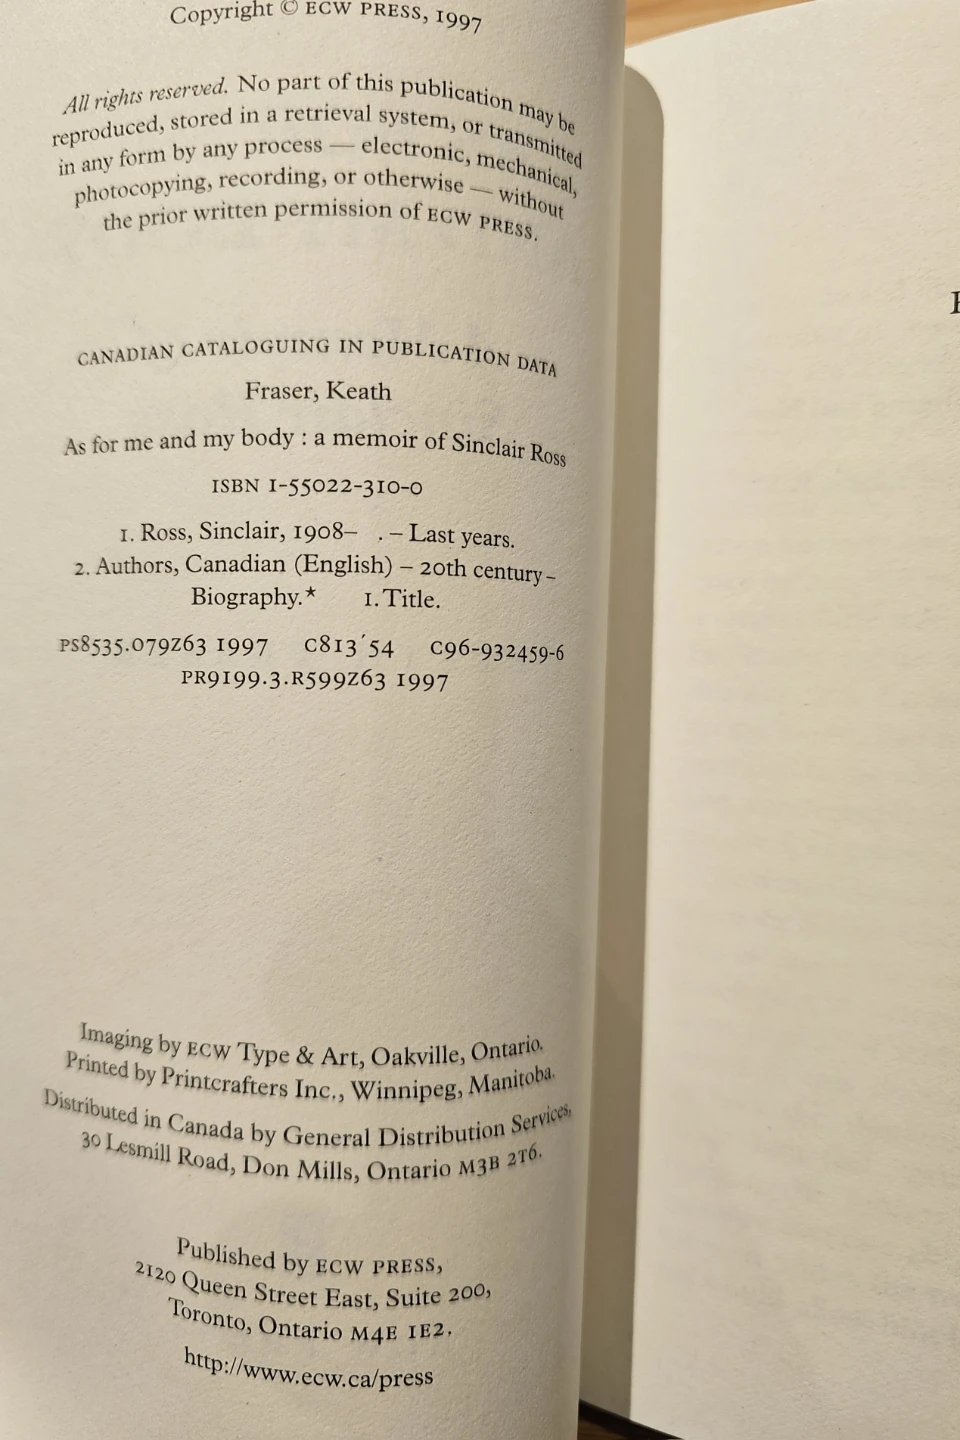 Copyright © ECW PRESS, 1997
All rights reserved. No part of this publication may be
reproduced, stored in a retrieval system, or transmitted
in any form by any process — electronic, mechanical,
photocopying, recording, or otherwise — without
the prior written permission of ECW PRESS.
CANADIAN CATALOGUING IN PUBLICATION DATA
Fraser, Keath
As for me and my body : a memoir of Sinclair Ross
ISBN 1-55022-310-0
1. Ross, Sinclair, 1908– . – Last years.
2. Authors, Canadian (English) – 20th century –
Biography.* I. Title.
PS8535.079Z63 1997 C813´54 C96-932459-6
PR9199.3.R599Z63 1997
Imaging by ECW Type & Art, Oakville, Ontario.
Printed by Printcrafters Inc., Winnipeg, Manitoba.
Distributed in Canada by General Distribution Services,
30 Lesmill Road, Don Mills, Ontario M3B 2T6.
Published by ECW PRESS,
2120 Queen Street East, Suite 200,
Toronto, Ontario M4E 1E2.
http://www.ecw.ca/press